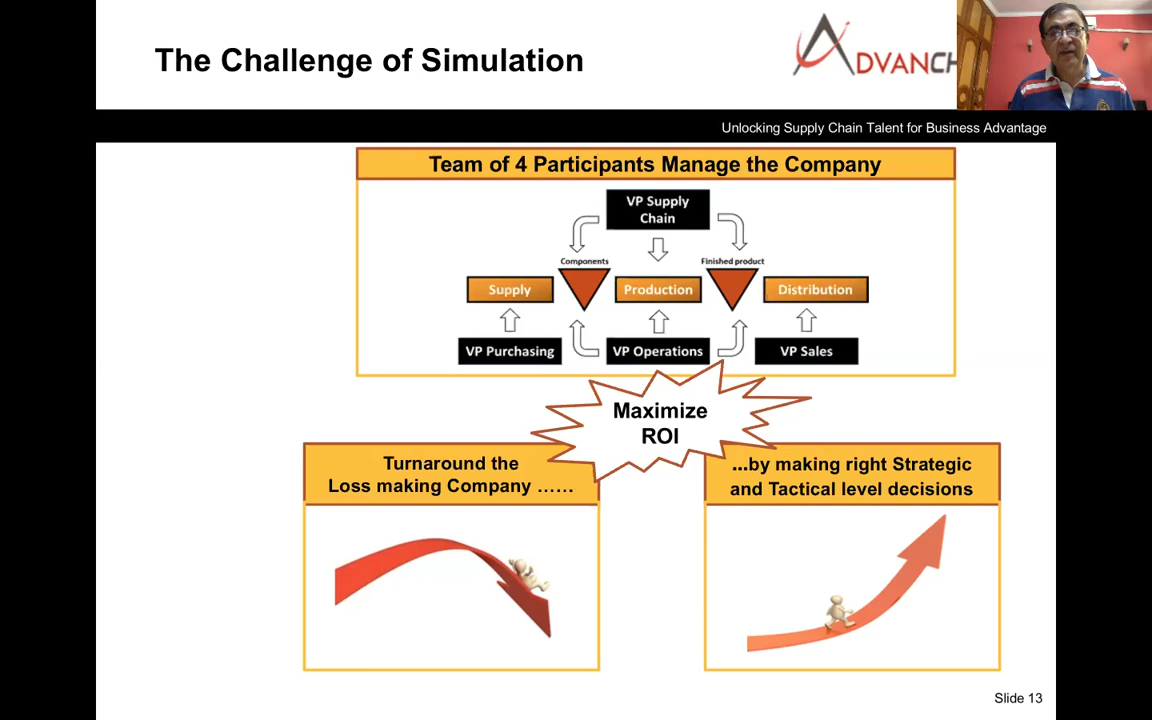 The Challenge of Simulation
ADVANCH
Unlocking Supply Chain Talent for Business Advantage
Team of 4 Participants Manage the Company
VP Supply
Chain
Components
Finished product
Supply
Production
Distribution
VP Purchasing
VP Operations
VP Sales
Maximize
ROI
Turnaround the
Loss making Company ……
...by making right Strategic
and Tactical level decisions
Slide 13